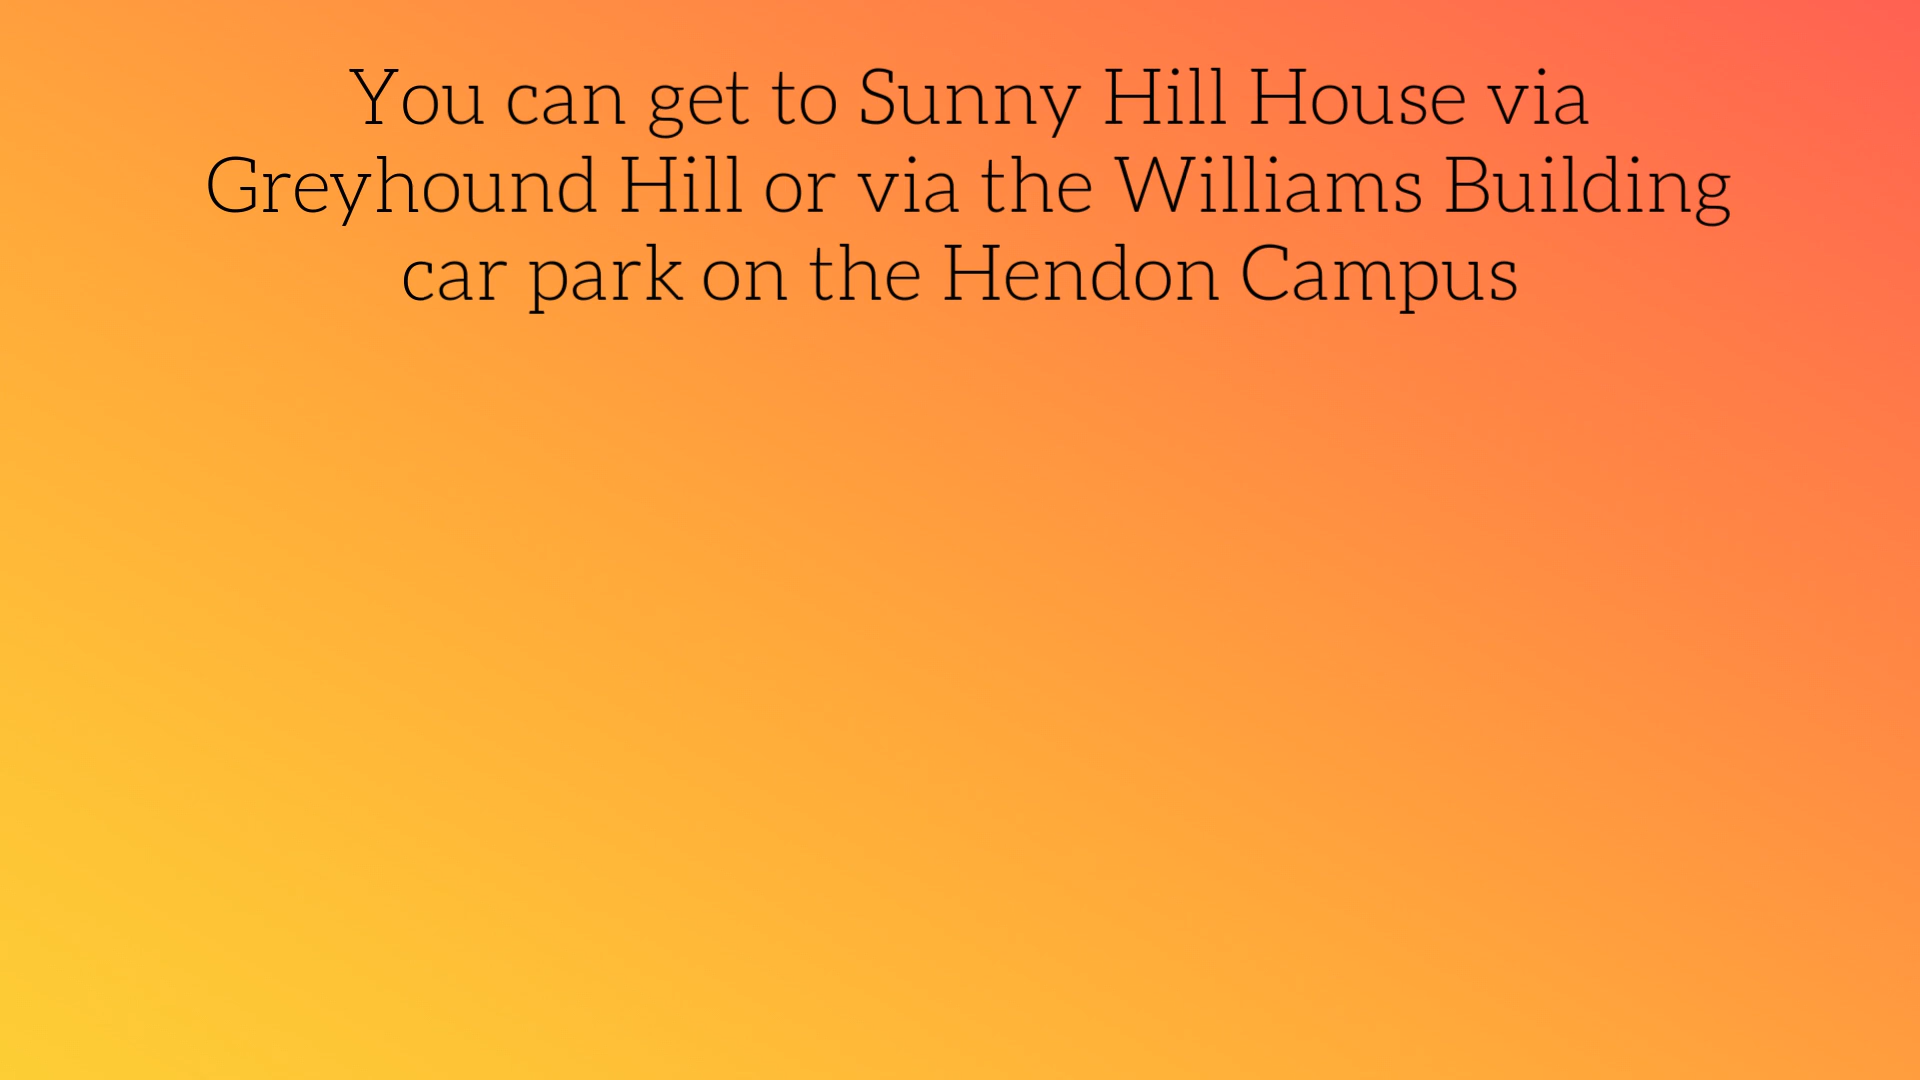 You can get to Sunny Hill House via
Greyhound Hill or via the Williams Building
car park on the Hendon Campus